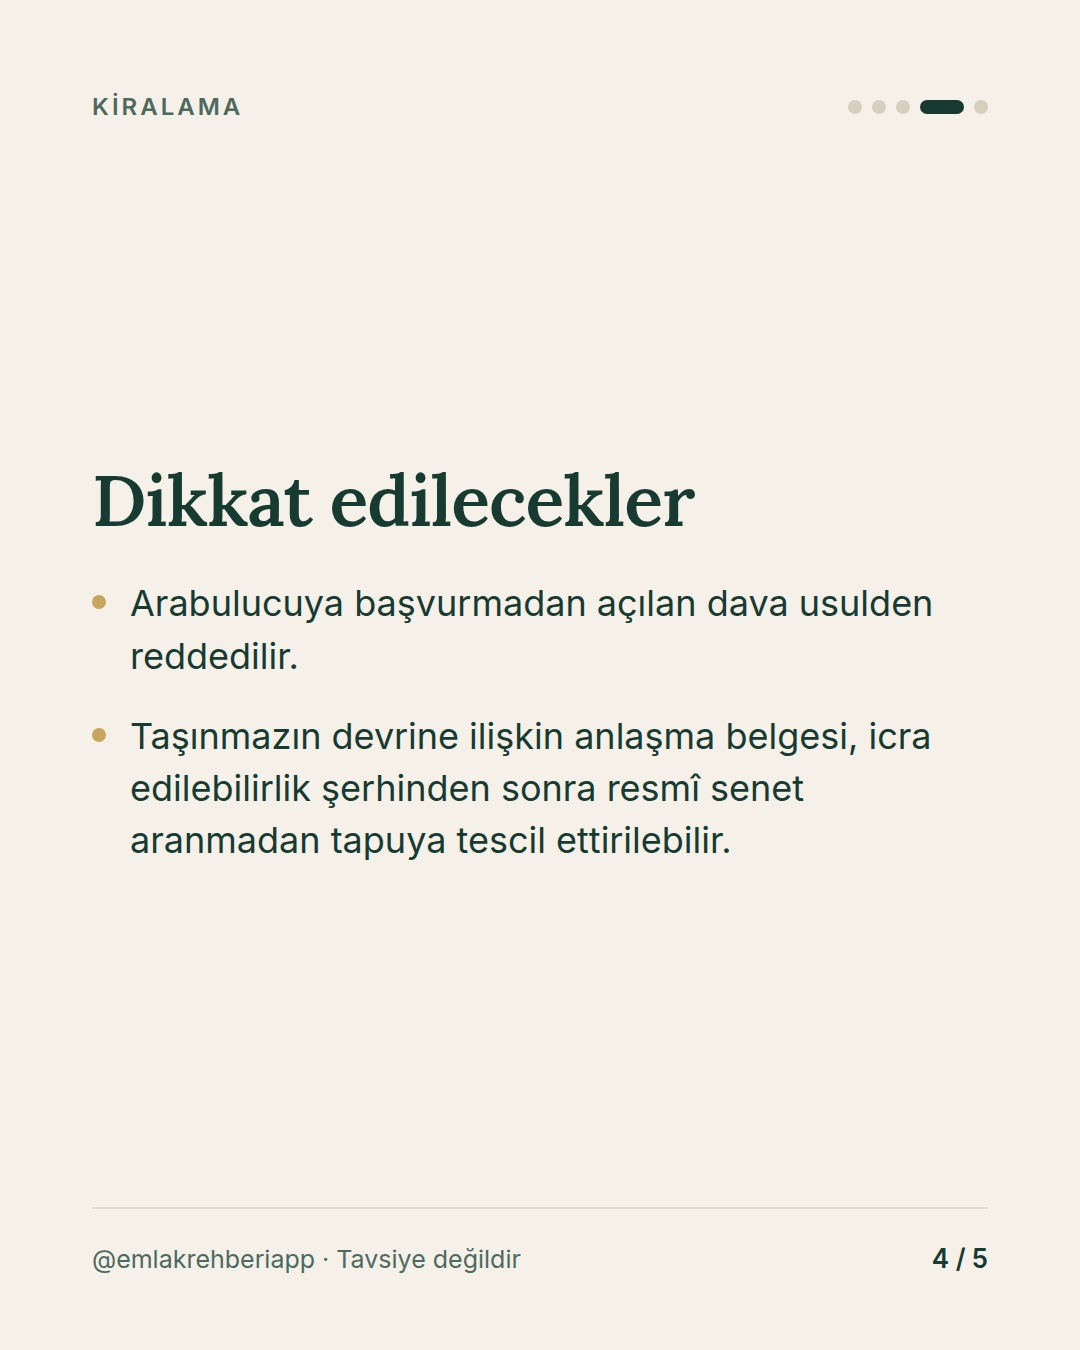 KİRALAMA
Dikkat edilecekler
Arabulucuya başvurmadan açılan dava usulden
reddedilir.
Taşınmazın devrine ilişkin anlaşma belgesi, icra
edilebilirlik şerhinden sonra resmî senet
aranmadan tapuya tescil ettirilebilir.
@emlakrehberiapp · Tavsiye değildir
4 / 5